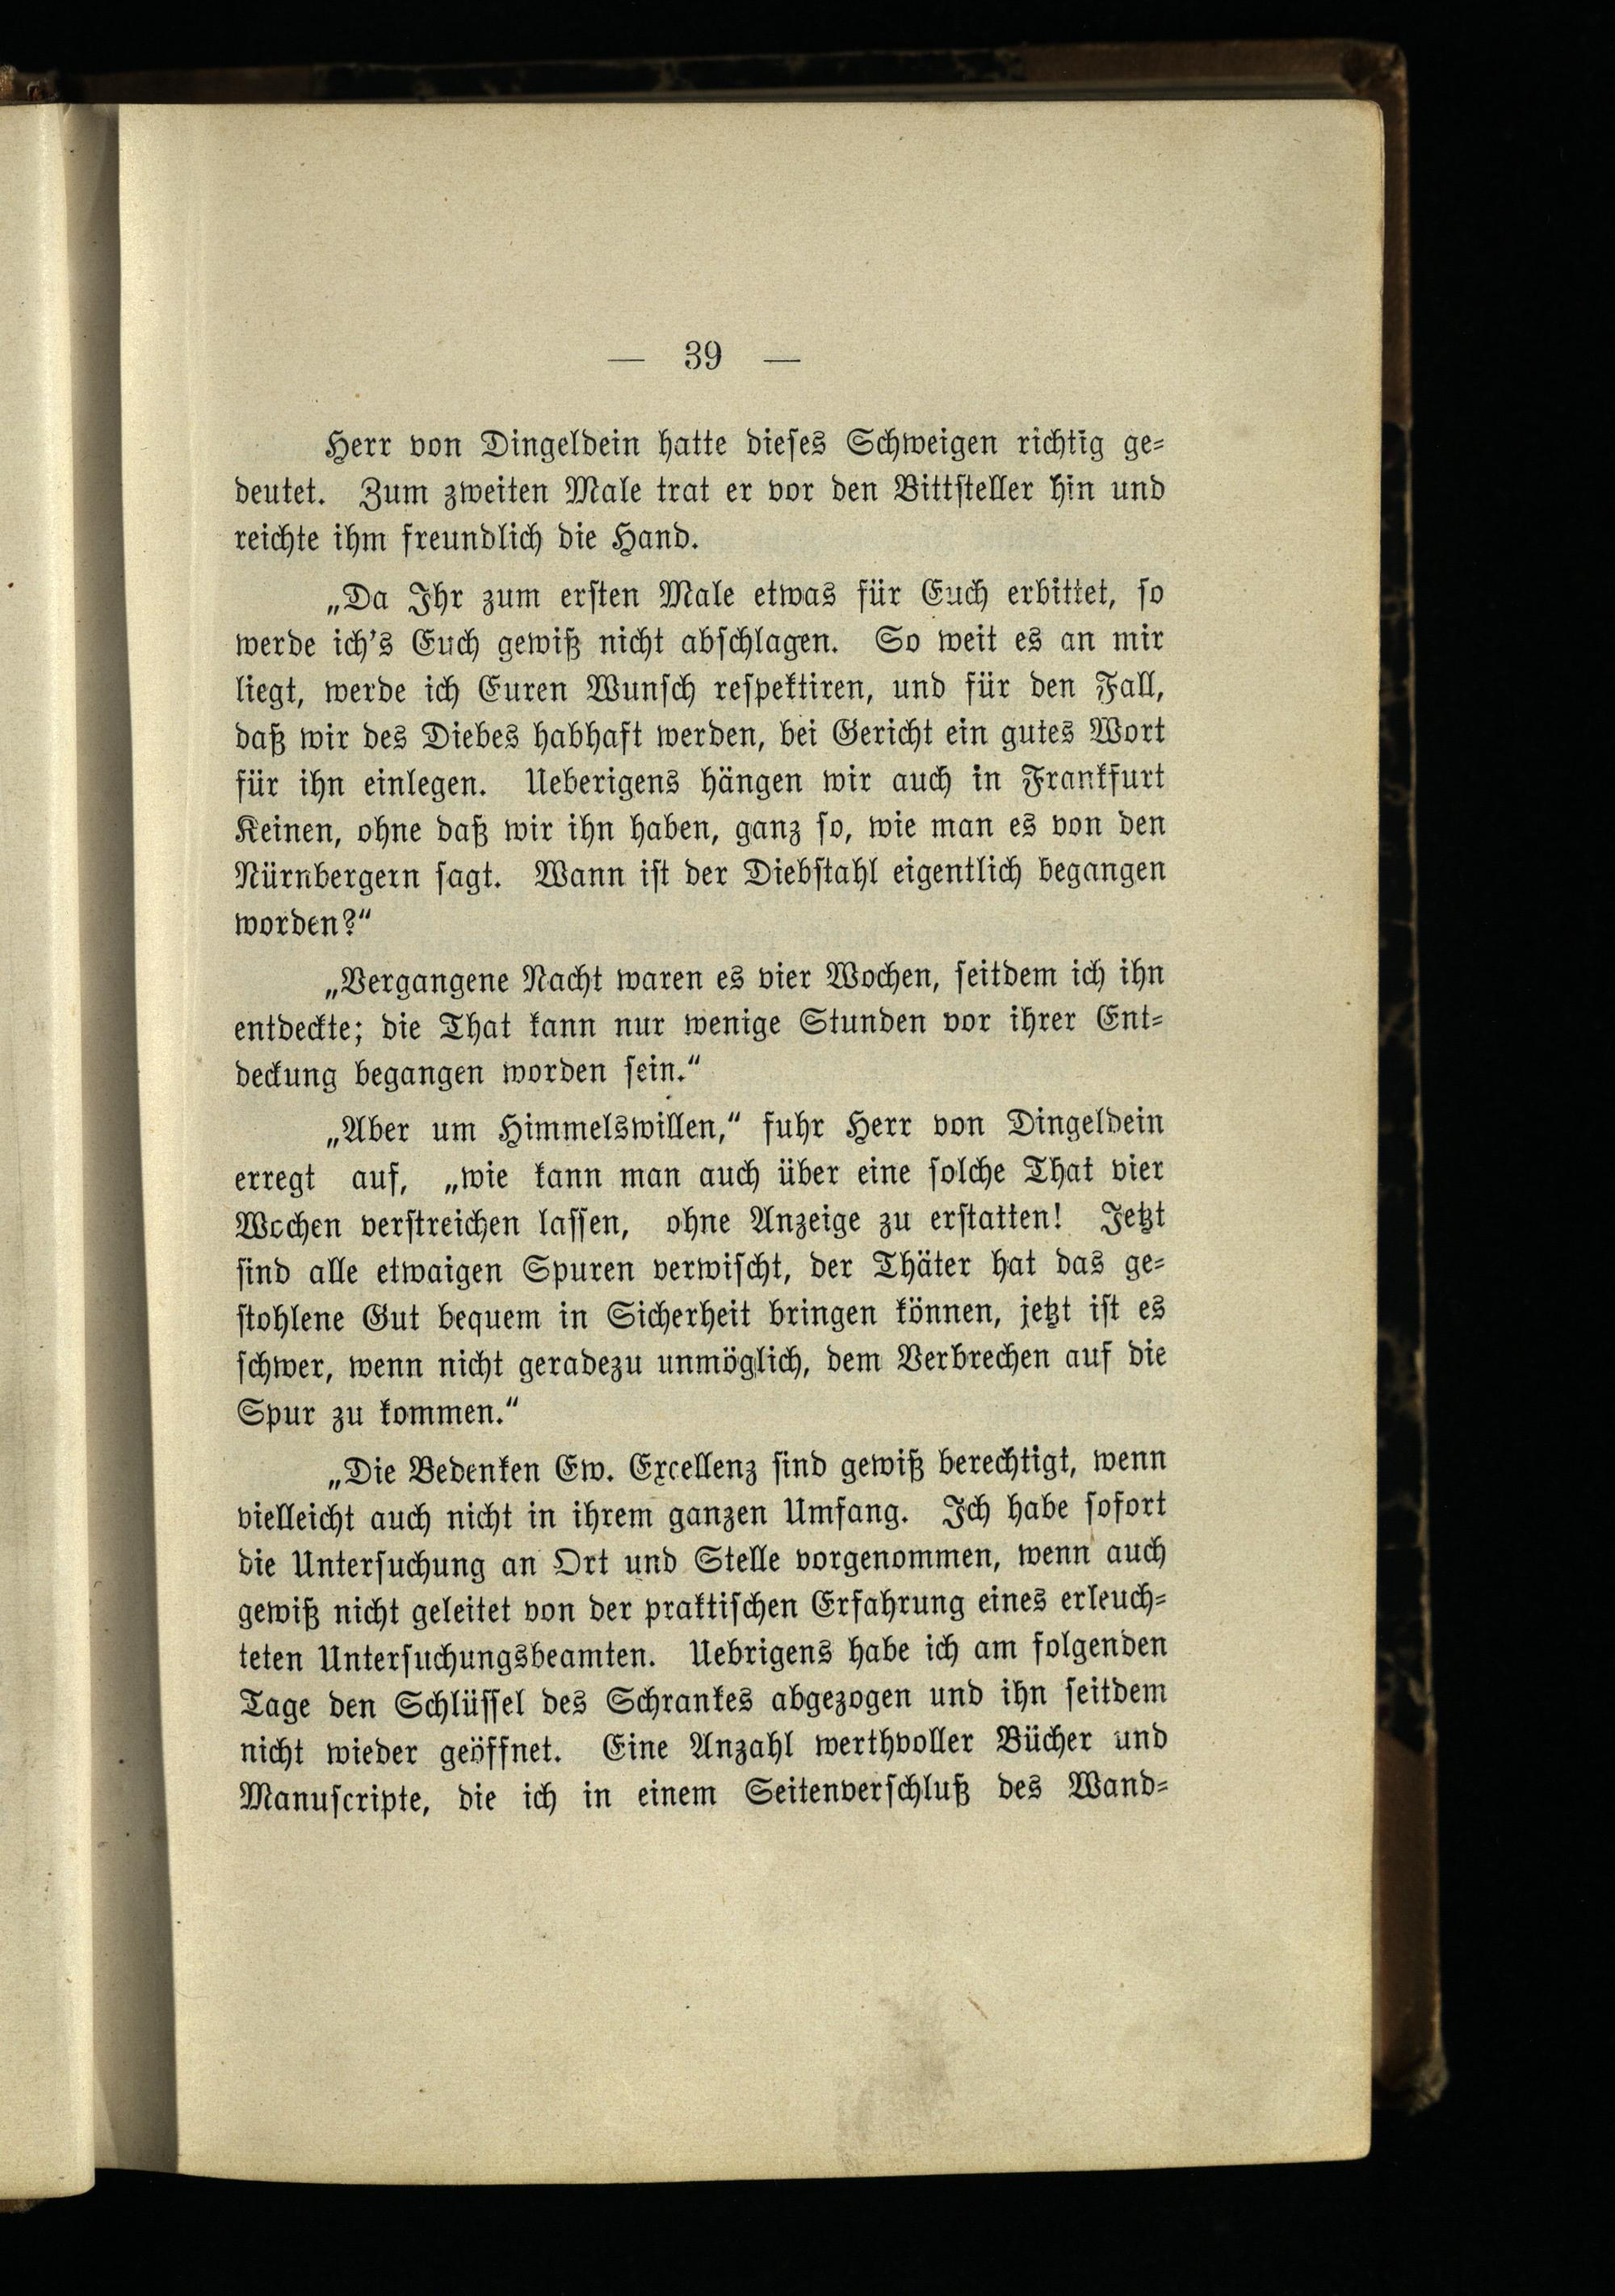 — 39 —
Herr von Dingeldein hatte dieses Schweigen richtig ge-
deutet. Zum zweiten Male trat er vor den Bittsteller hin und
reichte ihm freundlich die Hand.
„Da Ihr zum ersten Male etwas für Euch erbittet, so
werde ich's Euch gewiß nicht abschlagen. So weit es an mir
liegt, werde ich Euren Wunsch respektiren, und für den Fall,
daß wir des Diebes habhaft werden, bei Gericht ein gutes Wort
für ihn einlegen. Ueberigens hängen wir auch in Frankfurt
Keinen, ohne daß wir ihn haben, ganz so, wie man es von den
Nürnbergern sagt. Wann ist der Diebstahl eigentlich begangen
worden?“
„Vergangene Nacht waren es vier Wochen, seitdem ich ihn
entdeckte; die That kann nur wenige Stunden vor ihrer Ent-
deckung begangen worden sein.“
„Aber um Himmelswillen,“ fuhr Herr von Dingeldein
erregt auf, „wie kann man auch über eine solche That vier
Wochen verstreichen lassen, ohne Anzeige zu erstatten! Jetzt
sind alle etwaigen Spuren verwischt, der Thäter hat das ge-
stohlene Gut bequem in Sicherheit bringen können, jetzt ist es
schwer, wenn nicht geradezu unmöglich, dem Verbrechen auf die
Spur zu kommen.“
„Die Bedenken Ew. Excellenz sind gewiß berechtigt, wenn
vielleicht auch nicht in ihrem ganzen Umfang. Ich habe sofort
die Untersuchung an Ort und Stelle vorgenommen, wenn auch
gewiß nicht geleitet von der praktischen Erfahrung eines erleuch-
teten Untersuchungsbeamten. Uebrigens habe ich am folgenden
Tage den Schlüssel des Schrankes abgezogen und ihn seitdem
nicht wieder geöffnet. Eine Anzahl werthvoller Bücher und
Manuscripte, die ich in einem Seitenverschluß des Wand-